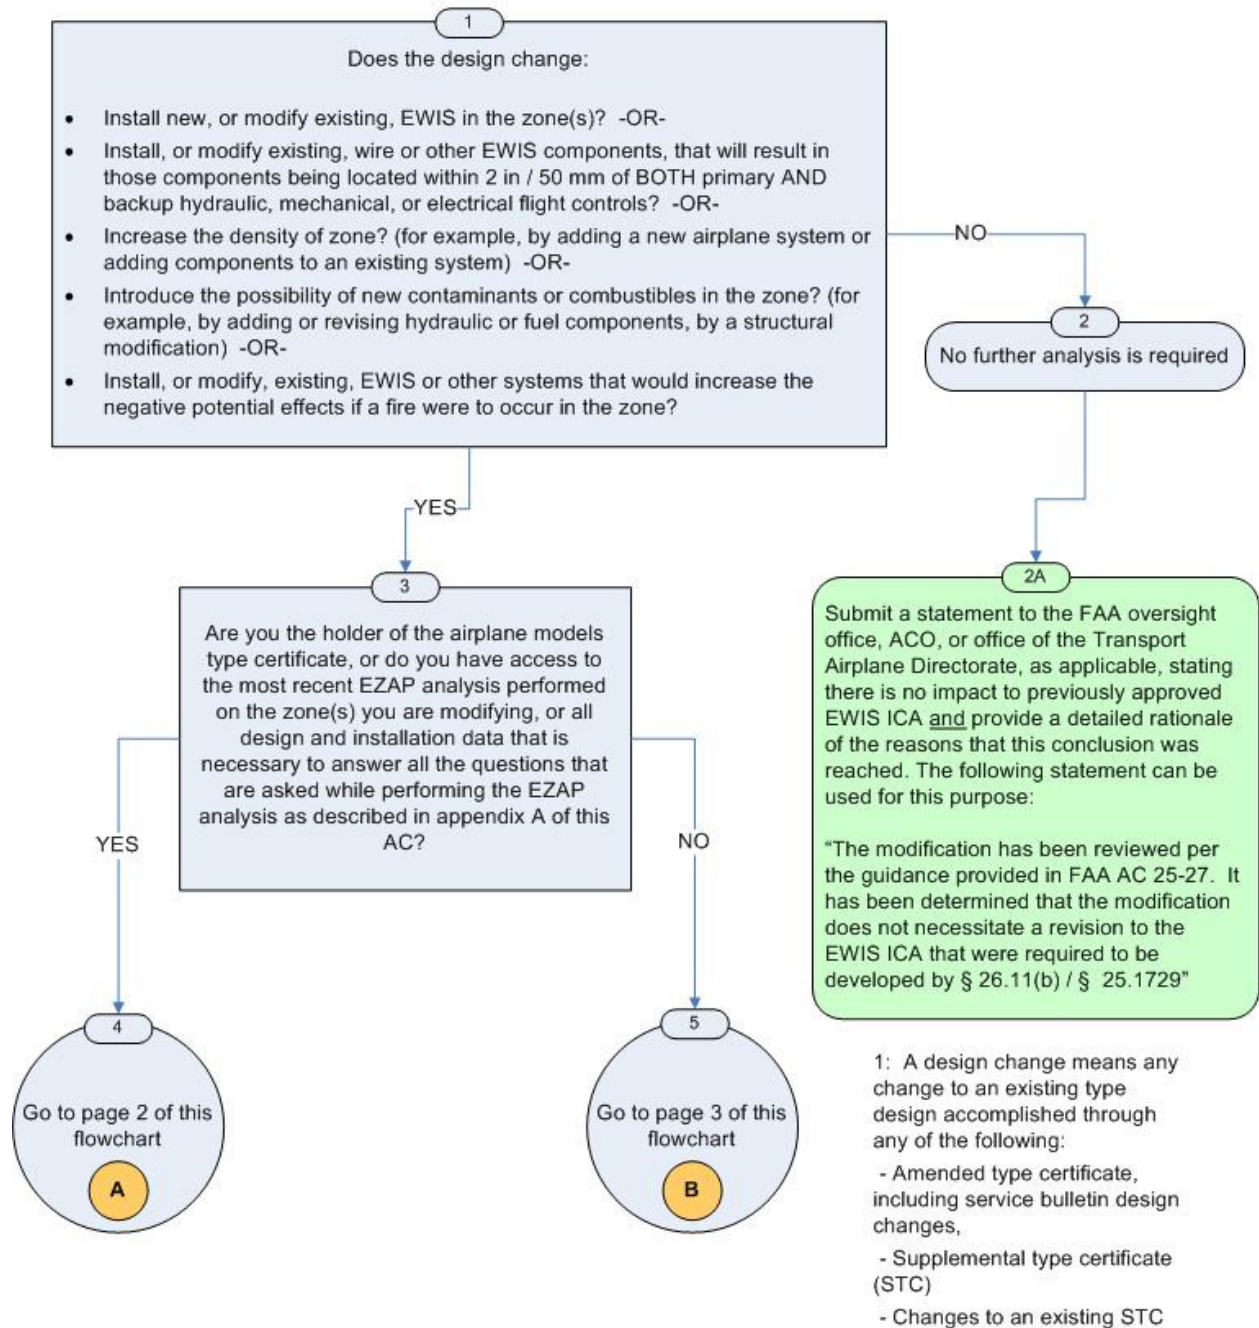 1
Does the design change:
• Install new, or modify existing, EWIS in the zone(s)? -OR-
• Install, or modify existing, wire or other EWIS components, that will result in
those components being located within 2 in / 50 mm of BOTH primary AND
backup hydraulic, mechanical, or electrical flight controls? -OR-
• Increase the density of zone? (for example, by adding a new airplane system or
adding components to an existing system) -OR-
• Introduce the possibility of new contaminants or combustibles in the zone? (for
example, by adding or revising hydraulic or fuel components, by a structural
modification) -OR-
• Install, or modify, existing, EWIS or other systems that would increase the
negative potential effects if a fire were to occur in the zone?
NO
2
No further analysis is required
YES
3
Are you the holder of the airplane models
type certificate, or do you have access to
the most recent EZAP analysis performed
on the zone(s) you are modifying, or all
design and installation data that is
necessary to answer all the questions that
are asked while performing the EZAP
analysis as described in appendix A of this
AC?
2A
Submit a statement to the FAA oversight
office, ACO, or office of the Transport
Airplane Directorate, as applicable, stating
there is no impact to previously approved
EWIS ICA and provide a detailed rationale
of the reasons that this conclusion was
reached. The following statement can be
used for this purpose:
“The modification has been reviewed per
the guidance provided in FAA AC 25-27. It
has been determined that the modification
does not necessitate a revision to the
EWIS ICA that were required to be
developed by § 26.11(b) / § 25.1729”
YES
NO
4
Go to page 2 of this
flowchart
A
5
Go to page 3 of this
flowchart
B
1: A design change means any
change to an existing type
design accomplished through
any of the following:
- Amended type certificate,
including service bulletin design
changes,
- Supplemental type certificate
(STC)
- Changes to an existing STC